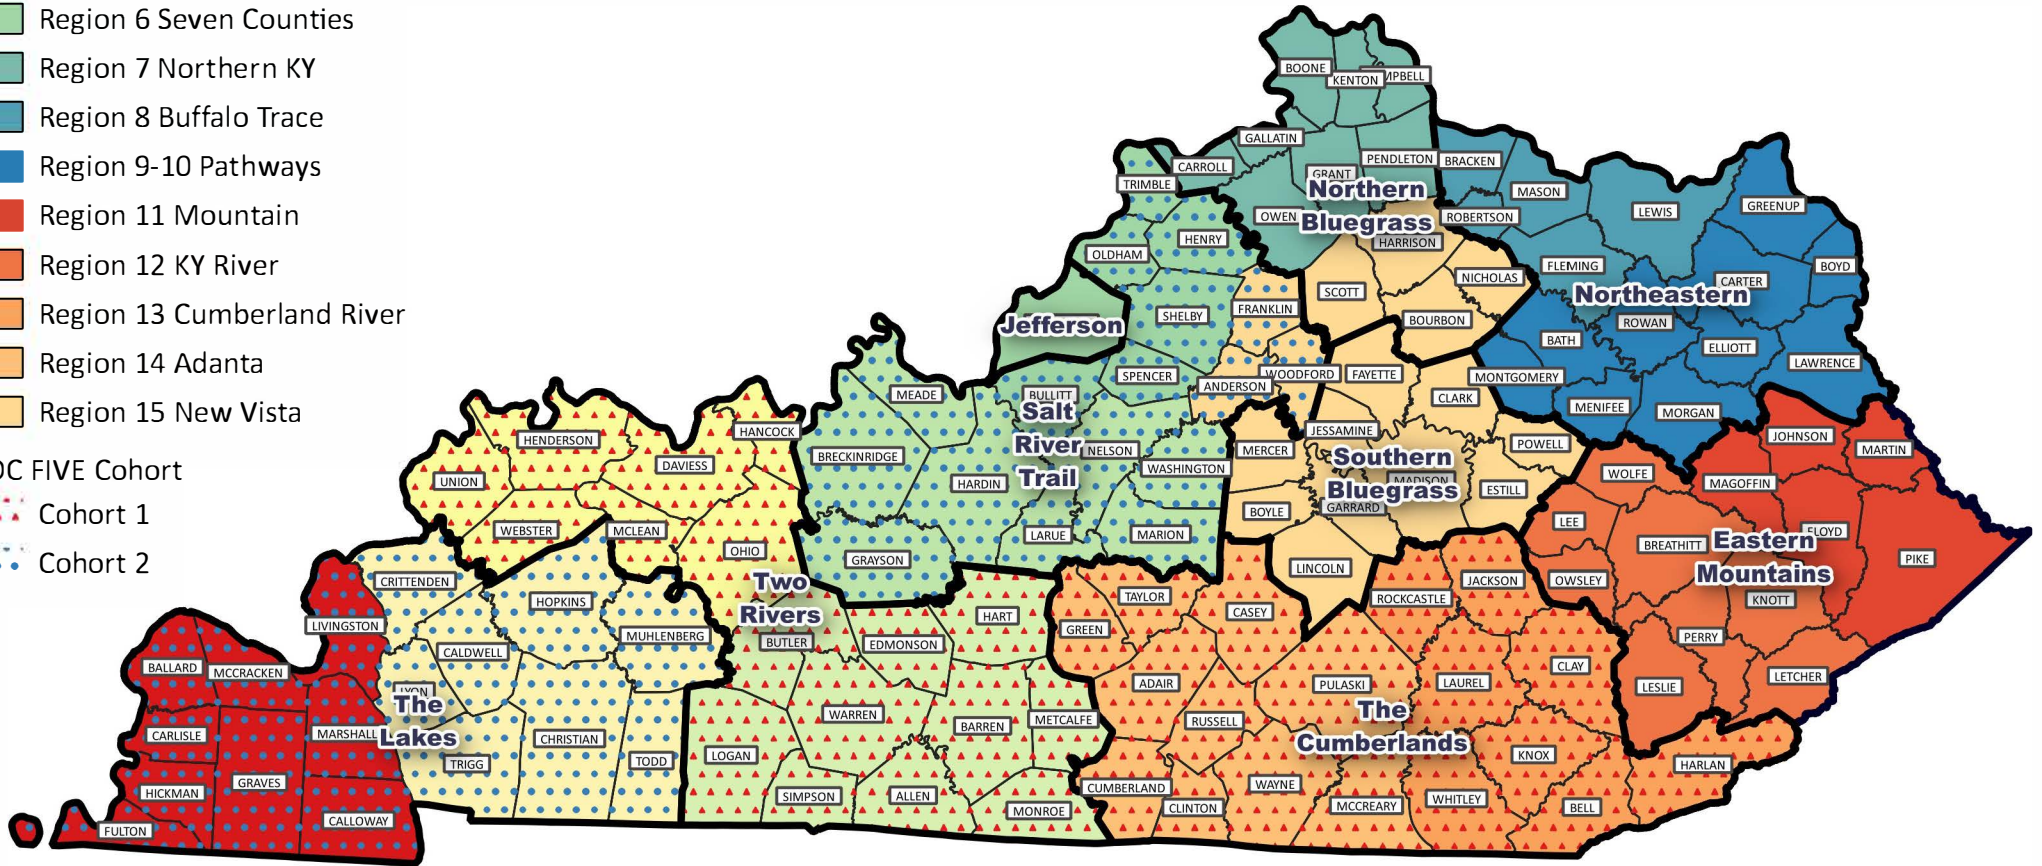 Region 6 Seven Counties
Region 7 Northern KY
Region 8 Buffalo Trace
Region 9-10 Pathways
Region 11 Mountain
Region 12 KY River
Region 13 Cumberland River
Region 14 Adanta
Region 15 New Vista
OC FIVE Cohort
Cohort 1
Cohort 2
BOONE
KENTON
MPBELL
GALLATIN
CARROLL
GRANT
PENDLETON
BRACKEN
TRIMBLE
MASON
Northern
Bluegrass
OWEN
ROBERTSON
LEWIS
GREENUP
HENRY
HARRISON
OLDHAM
FLEMING
BOYD
NICHOLAS
CARTER
SCOTT
Northeastern
FRANKLIN
SHELBY
BOURBON
ROWAN
Jefferson
BATH
ELLIOTT
LAWRENCE
SPENCER
WOODFORD
FAYETTE
MONTGOMERY
ANDERSON
MEADE
BULLITT
CLARK
MENIFEE
MORGAN
Salt
River
Trail
HANCOCK
JESSAMINE
HENDERSON
JOHNSON
MARTIN
POWELL
NELSON
MERCER
BRECKINRIDGE
Southern
Bluegrass
DAVIESS
WASHINGTON
WOLFE
UNION
HARDIN
MADISON
MAGOFFIN
ESTILL
GARRARD
BOYLE
LEE
WEBSTER
MCLEAN
LARUE
MARION
FLOYD
Eastern
Mountains
BREATHITT
OHIO
GRAYSON
PIKE
LINCOLN
CRITTENDEN
JACKSON
OWSLEY
Two
Rivers
HOPKINS
TAYLOR
ROCKCASTLE
KNOTT
HART
CASEY
LIVINGSTON
GREEN
MUHLENBERG
PERRY
BUTLER
EDMONSON
CALDWELL
BALLARD
MCCRACKEN
CLAY
LETCHER
ADAIR
PULASKI
LAUREL
LESLIE
LYON
The
Lakes
WARREN
The
Cumberlands
METCALFE
RUSSELL
BARREN
CARLISLE
MARSHALL
CHRISTIAN
LOGAN
KNOX
TODD
TRIGG
HARLAN
GRAVES
WAYNE
CUMBERLAND
HICKMAN
SIMPSON
ALLEN
WHITLEY
MCCREARY
CLINTON
BELL
MONROE
CALLOWAY
FULTON